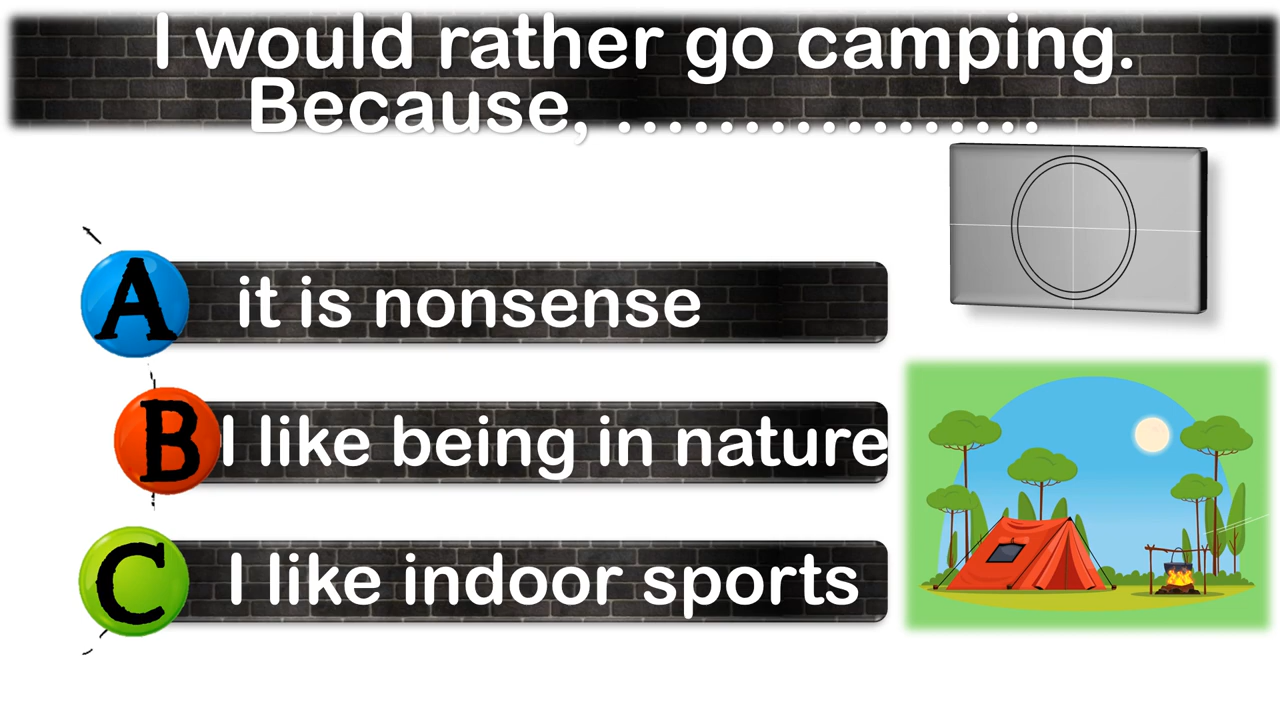 I would rather go camping.
Because, .................
A it is nonsense
B I like being in nature
C I like indoor sports